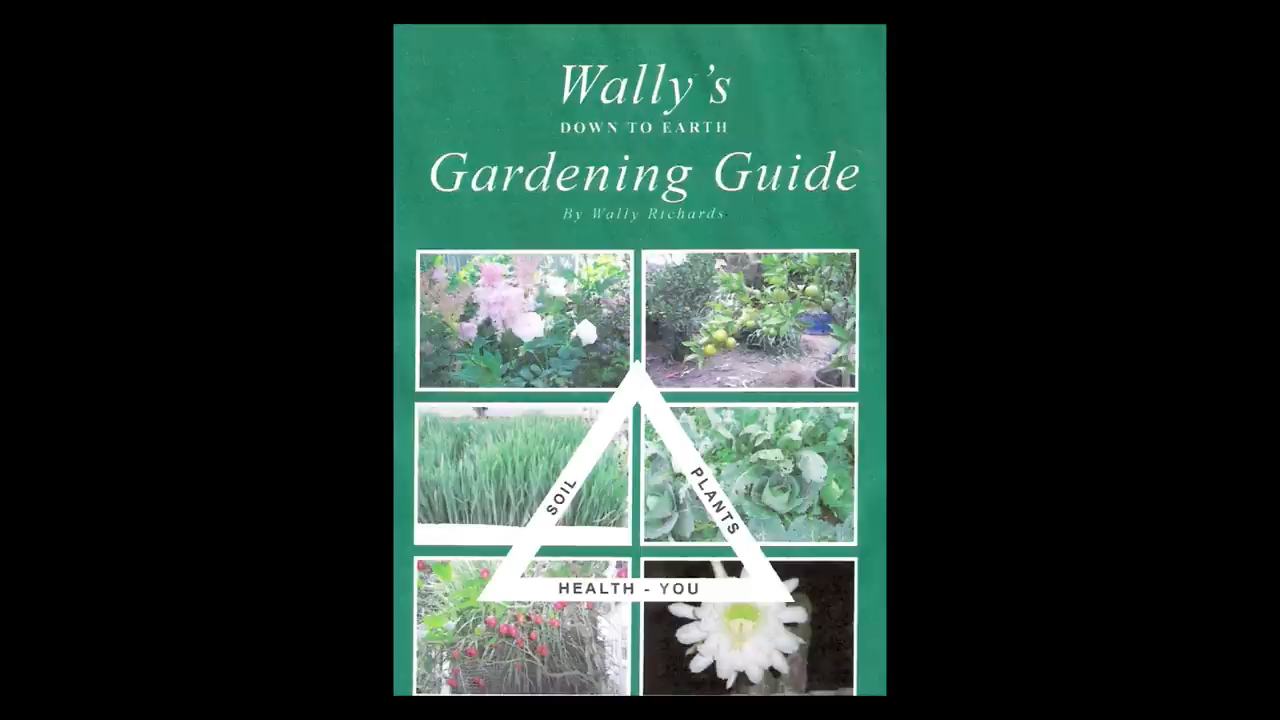 Wally's
DOWN TO EARTH
Gardening Guide
By Wally Richards
SOIL
PLANTS
HEALTH - YOU